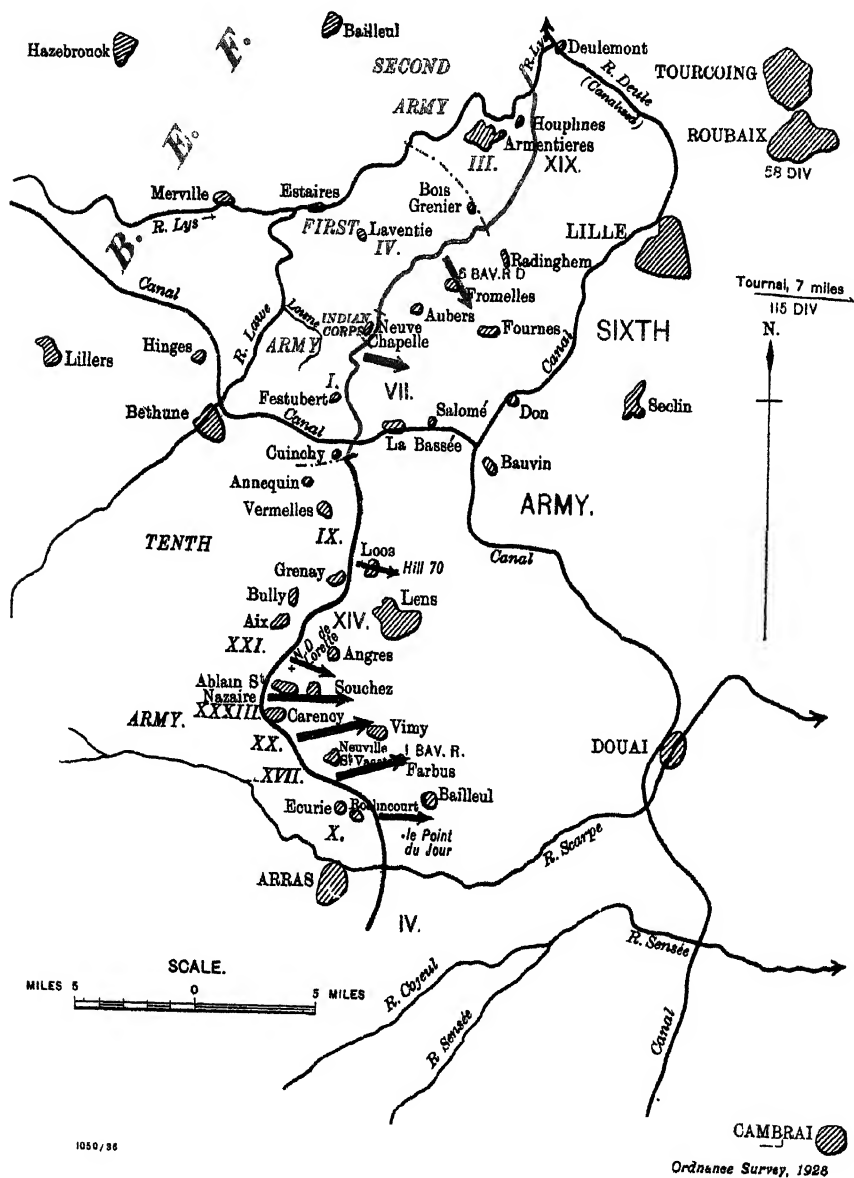 Hazebrouck
Bailleul
B. E. F.
SECOND
ARMY
R. Lys
Deulemont
R. Deule
TOURCOING
ROUBAIX
58 DIV
Houplines
Armentieres
III.
XIX.
Merville
Estaires
R. Lys →
Bois
Grenier
FIRST
Laventie
IV.
LILLE
Radinghem
6 BAV. R D
Fromelles
Tournai, 7 miles
115 DIV
N.
Canal
R. Lawe
INDIAN
CORPS
Neuve
Chapelle
Aubers
Fournes
SIXTH
Canal
ARMY
Lillers
Hinges
I.
VII.
Festubert
Salomé
Don
Seclin
Béthune
Canal
La Bassée
Cuinchy
Bauvin
Annequin
Vermelles
ARMY.
TENTH
IX.
Canal
Loos
Hill 70
Grenay
Bully
Lens
Aix
XIV.
XXI.
N. D. de
Lorette
Angres
Ablain St.
Nazaire
Souchez
XXXIII.
Carency
ARMY.
Vimy
XX.
DOUAI
Neuville
1 BAV. R.
XVII.
Farbus
Bailleul
Ecurie
Roclincourt
X.
le Point
du Jour
R. Scarpe
ARRAS
IV.
R. Sensée
SCALE.
MILES 5 0 5 MILES
R. Cojeul
R Sensée
Canal
CAMBRAI
1050/36
Ordnance Survey, 1928